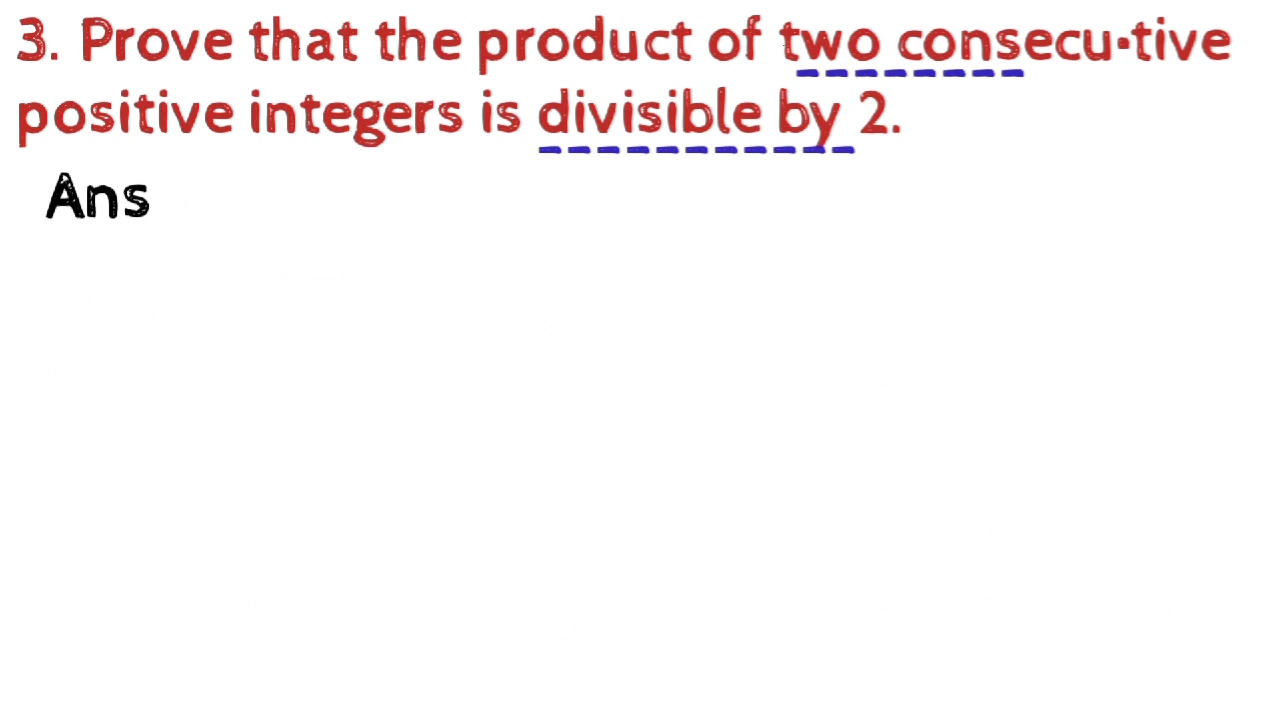 3. Prove that the product of two consecu•tive
positive integers is divisible by 2.
Ans